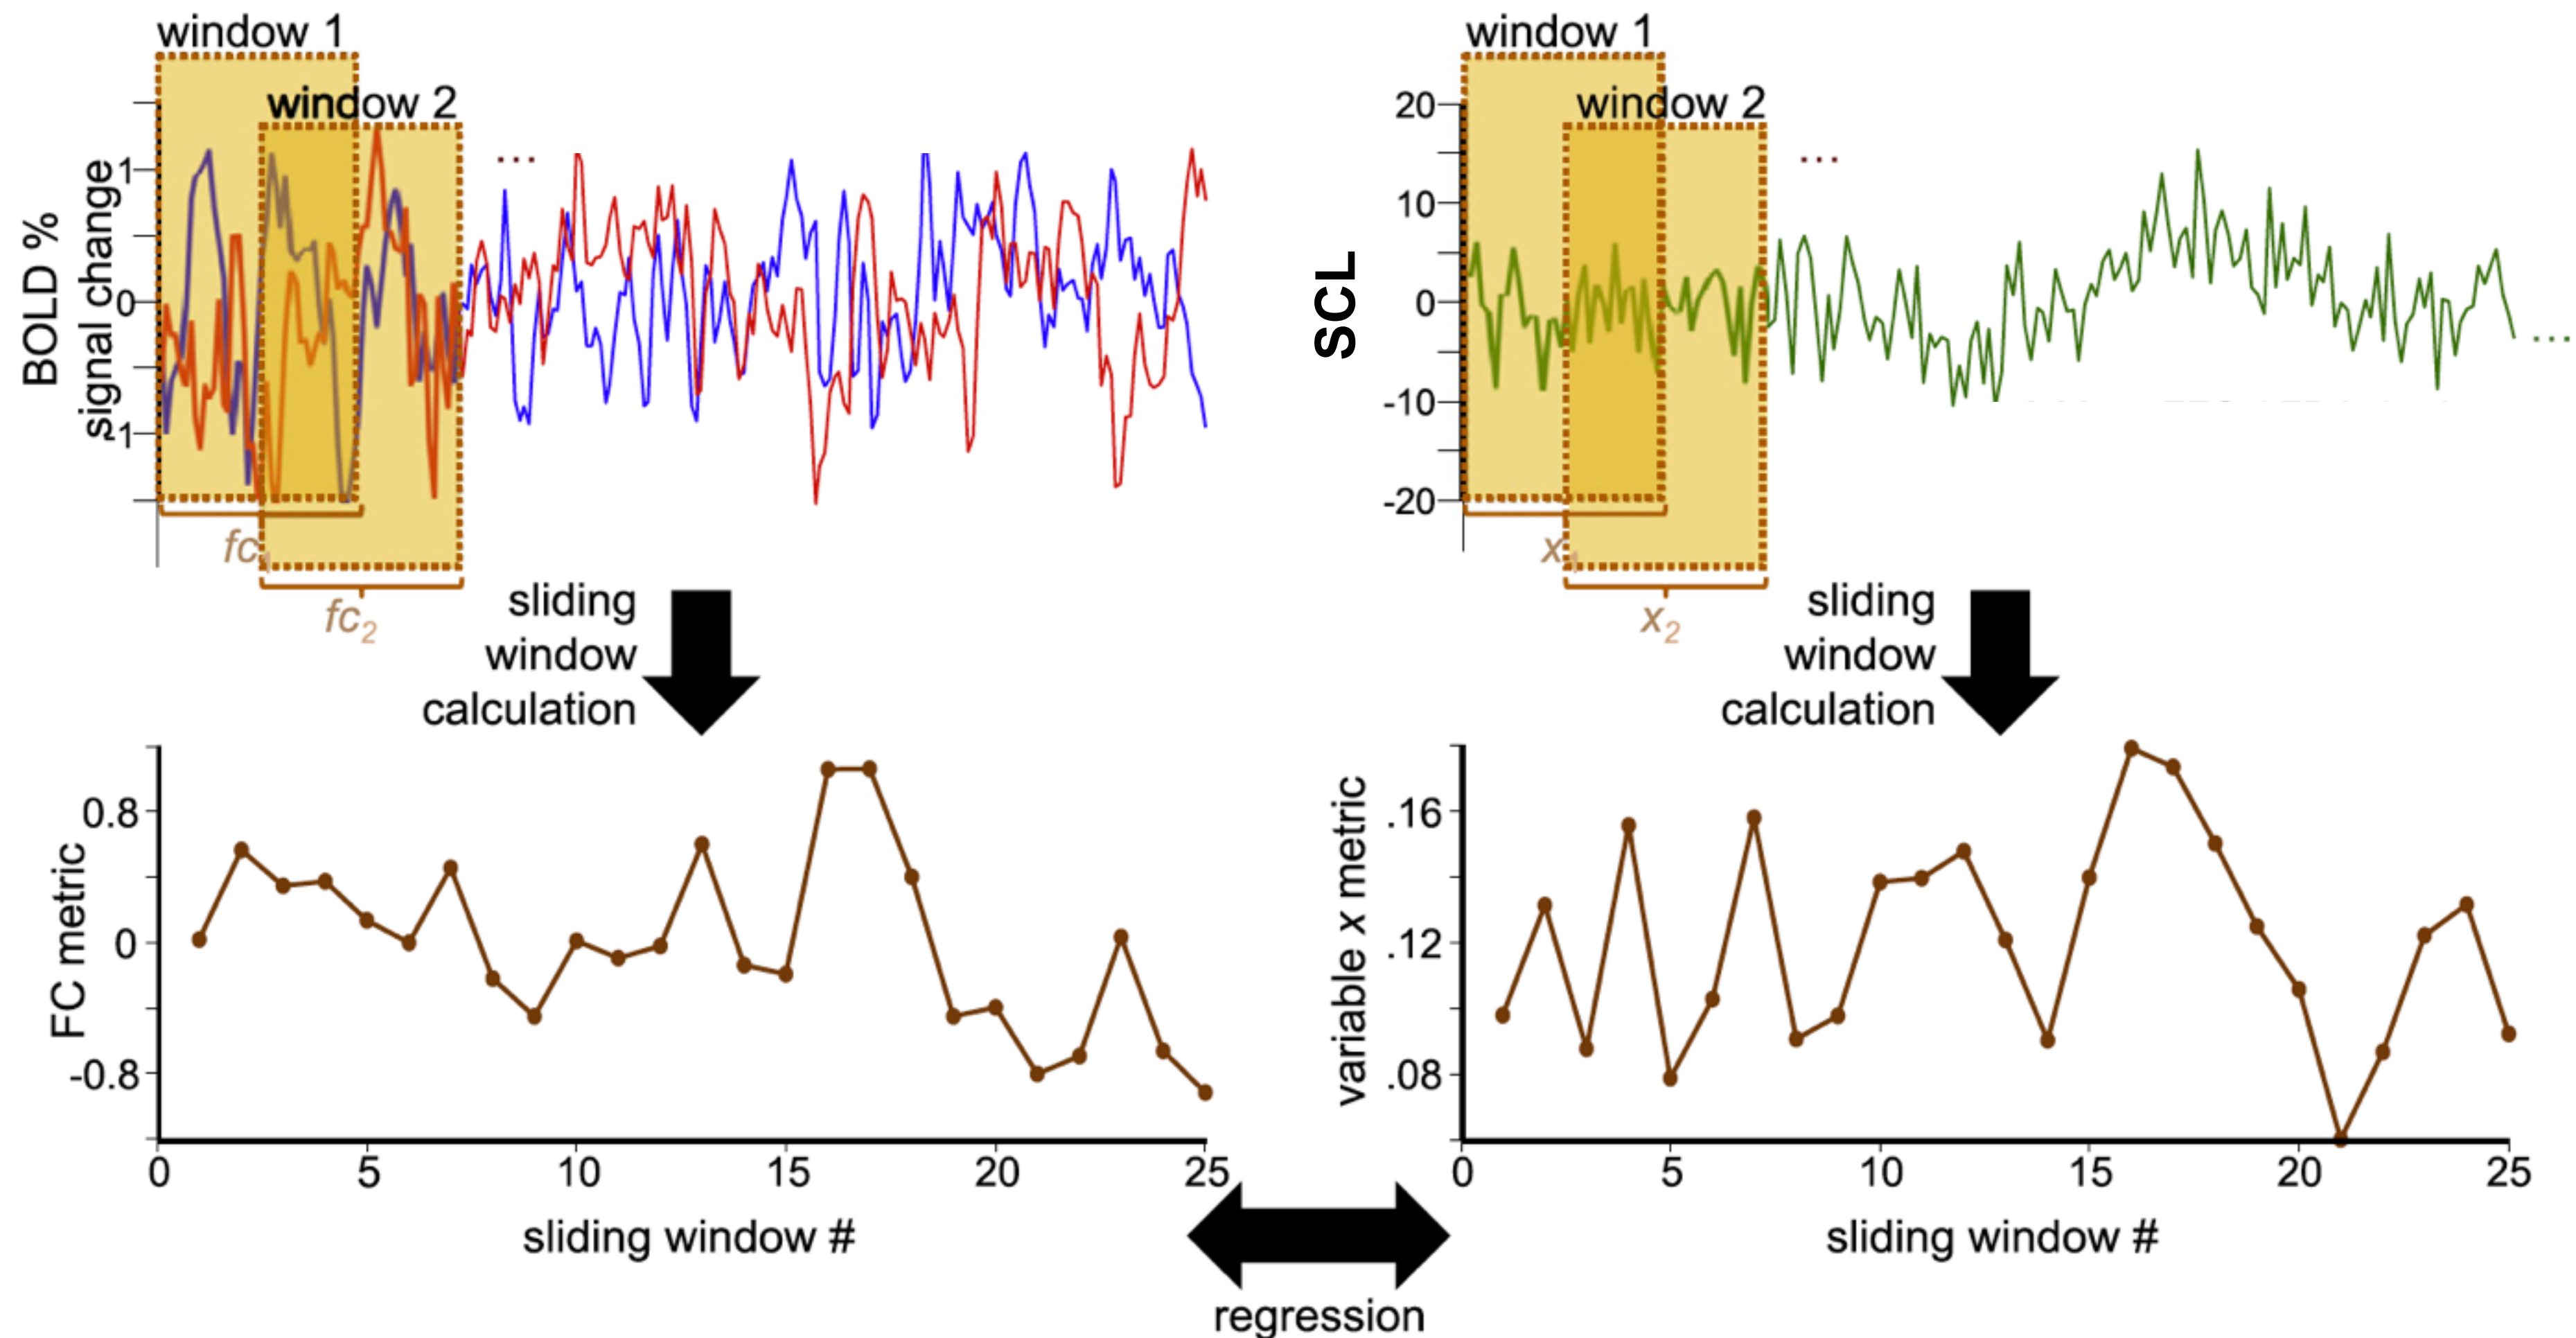 window 1
window 2
...
BOLD %
signal change
1
0
-1
fc1
fc2
window 1
window 2
...
SCL
20
10
0
-10
-20
...
x1
x2
sliding
window
calculation
sliding
window
calculation
FC metric
0.8
0
-0.8
0 5 10 15 20 25
sliding window #
variable x metric
.16
.12
.08
0 5 10 15 20 25
sliding window #
regression